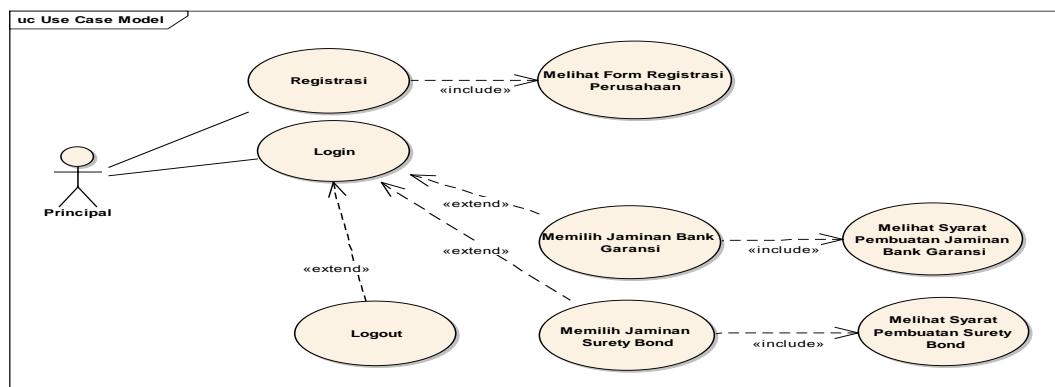 uc Use Case Model
Registrasi
«include»
Melihat Form Registrasi
Perusahaan
Login
Principal
«extend»
Memilih Jaminan Bank
Garansi
«include»
Melihat Syarat
Pembuatan Jaminan
Bank Garansi
«extend»
«extend»
Logout
Memilih Jaminan
Surety Bond
«include»
Melihat Syarat
Pembuatan Surety
Bond